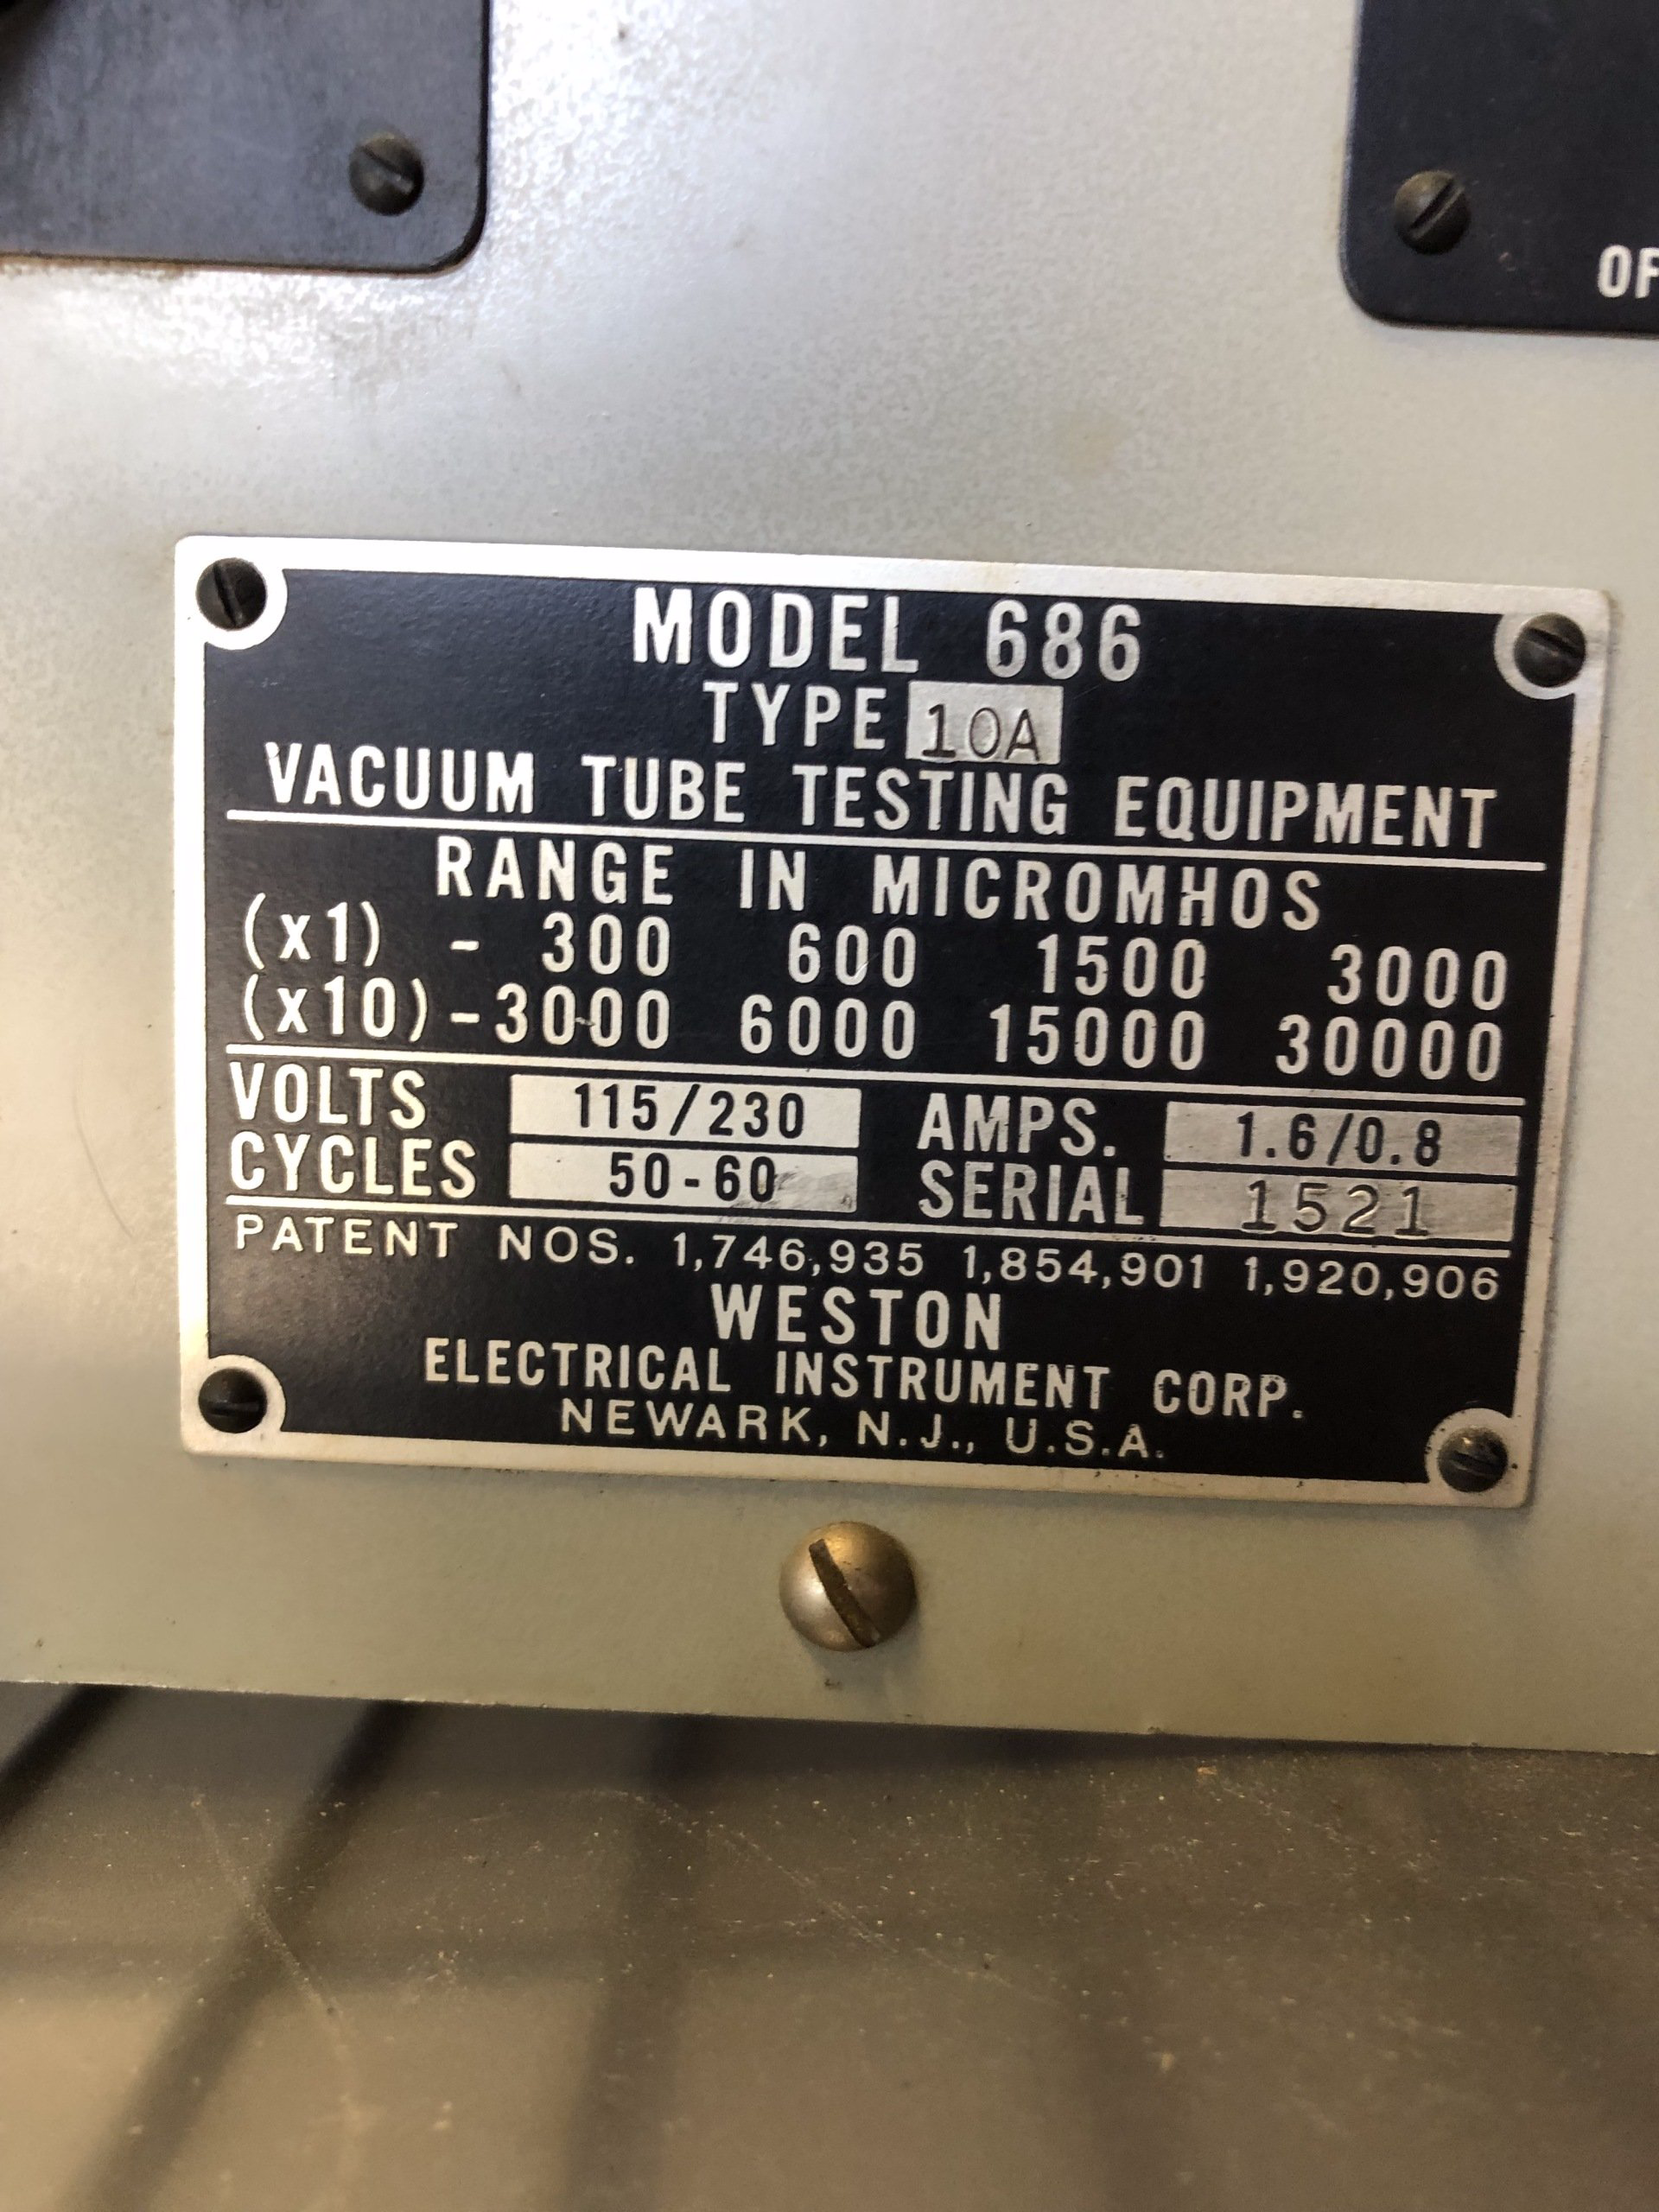 OF
MODEL 686
TYPE 10A
VACUUM TUBE TESTING EQUIPMENT
RANGE IN MICROMHOS
(x1) - 300 600 1500 3000
(x10) - 3000 6000 15000 30000
VOLTS 115/230 AMPS. 1.6/0.8
CYCLES 50-60 SERIAL 1521
PATENT NOS. 1,746,935 1,854,901 1,920,906
WESTON
ELECTRICAL INSTRUMENT CORP.
NEWARK, N.J., U.S.A.